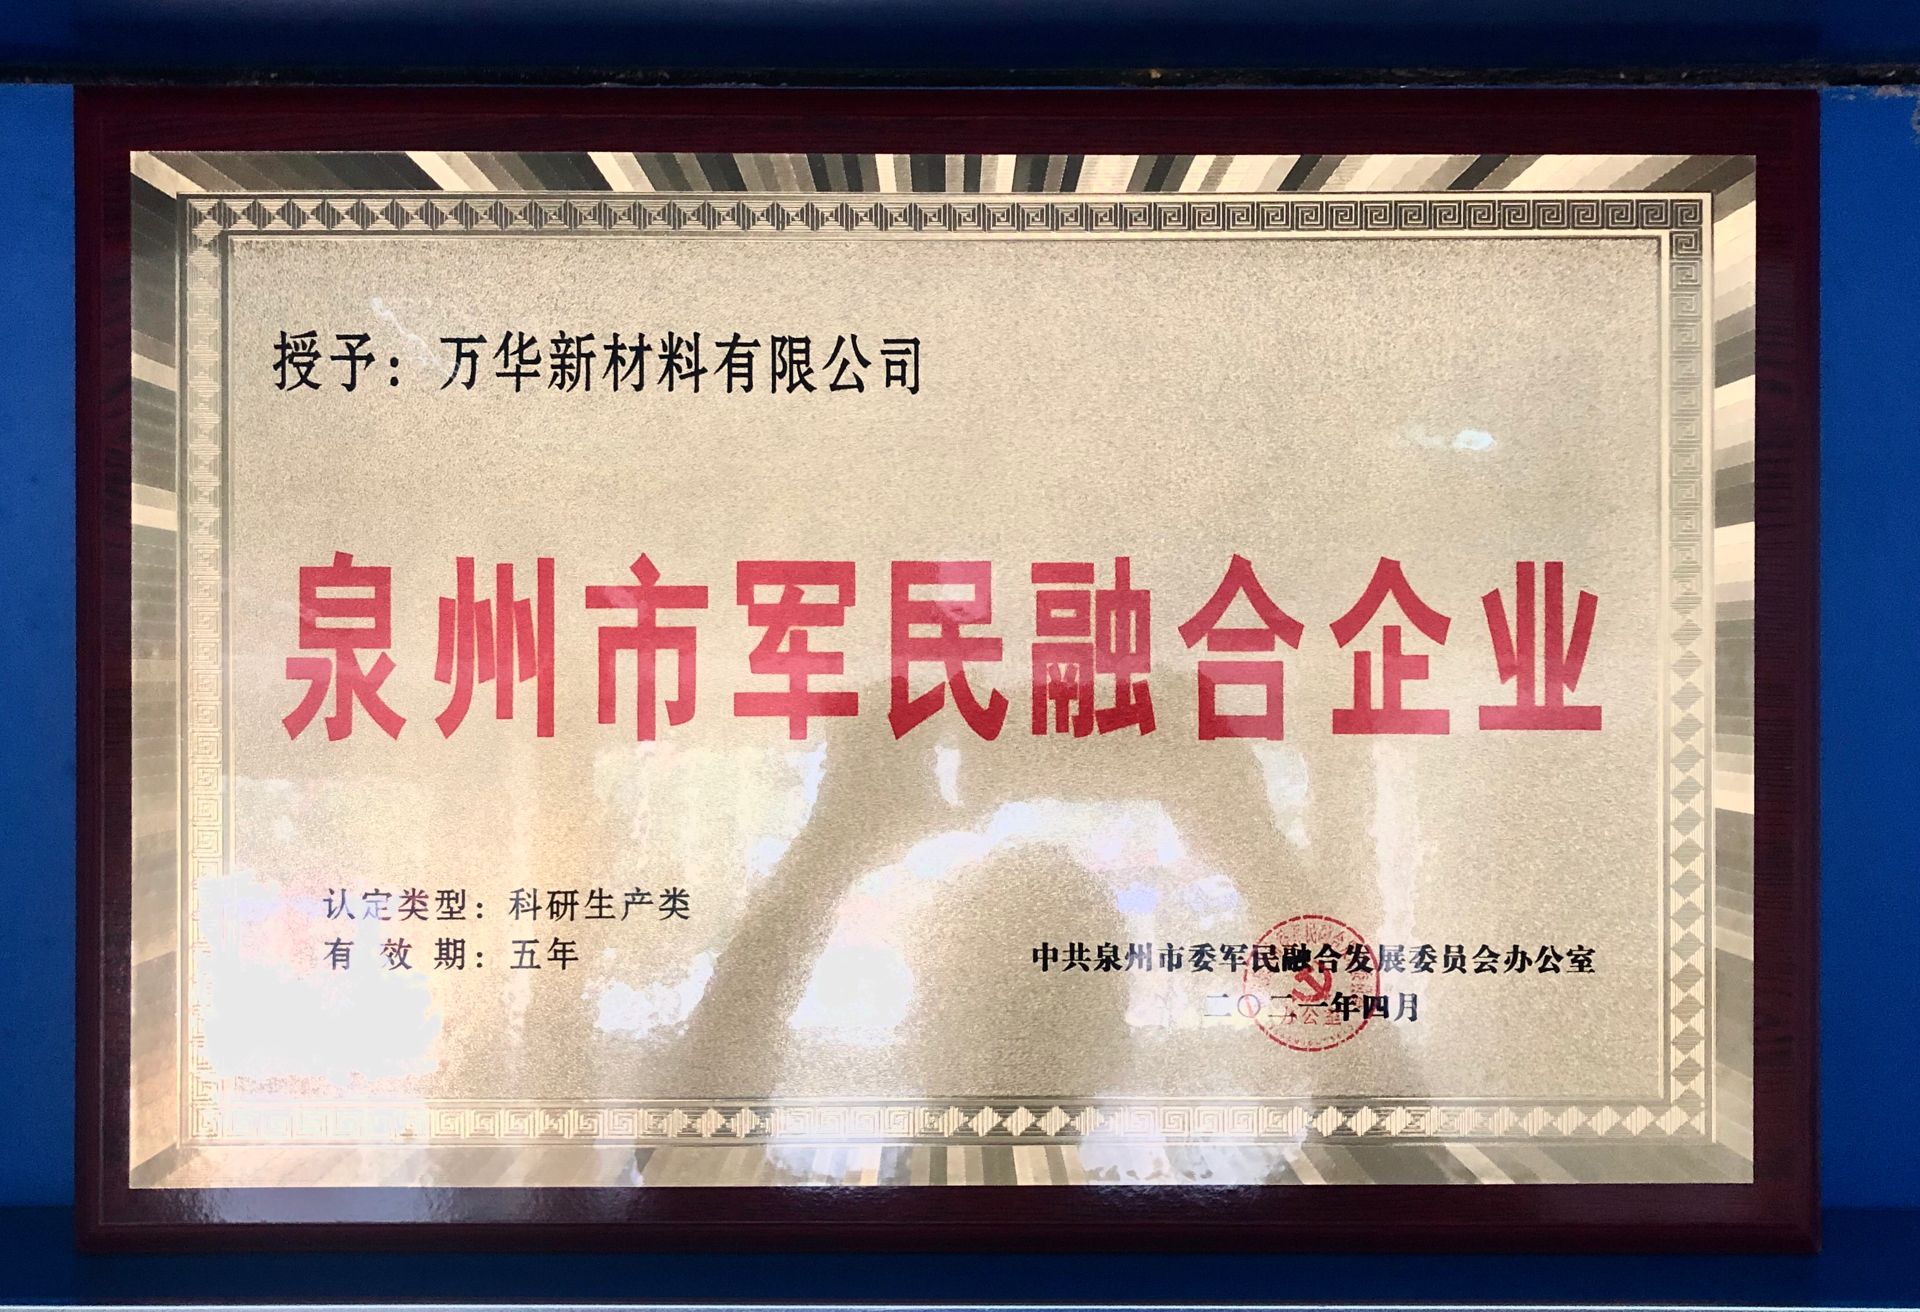 授予：万华新材料有限公司
泉州市军民融合企业
认定类型：科研生产类
有效期：五年
中共泉州市委军民融合发展委员会办公室
二〇二一年四月
办公室